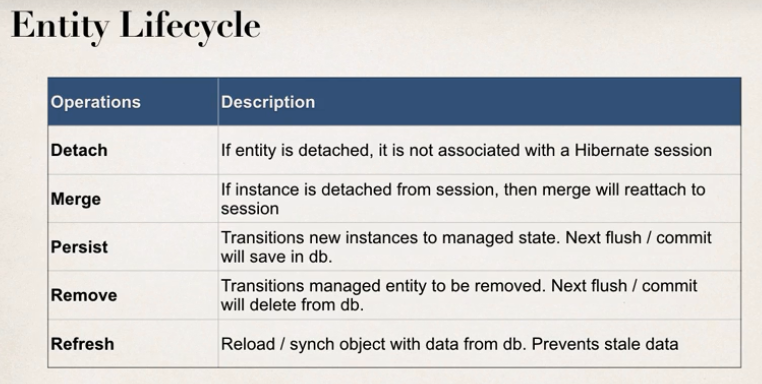 Entity Lifecycle
Operations Description
Detach If entity is detached, it is not associated with a Hibernate session
Merge If instance is detached from session, then merge will reattach to
session
Persist Transitions new instances to managed state. Next flush / commit
will save in db.
Remove Transitions managed entity to be removed. Next flush / commit
will delete from db.
Refresh Reload / synch object with data from db. Prevents stale data